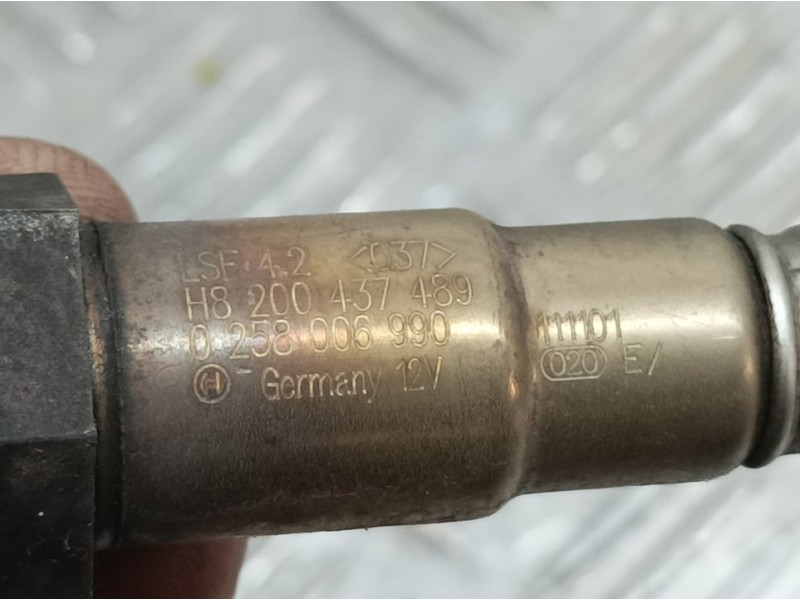 LSF 4.2 <037>
H8 200 437 489
0 258 006 990
Germany 12V
111101
020 E/